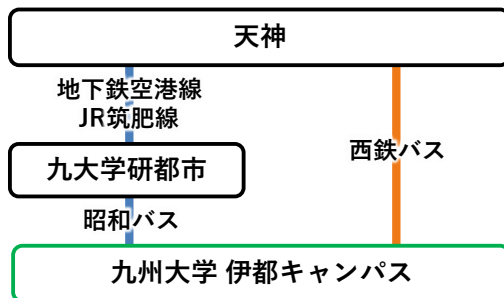 天神
地下鉄空港線
JR筑肥線
西鉄バス
九大学研都市
昭和バス
九州大学 伊都キャンパス